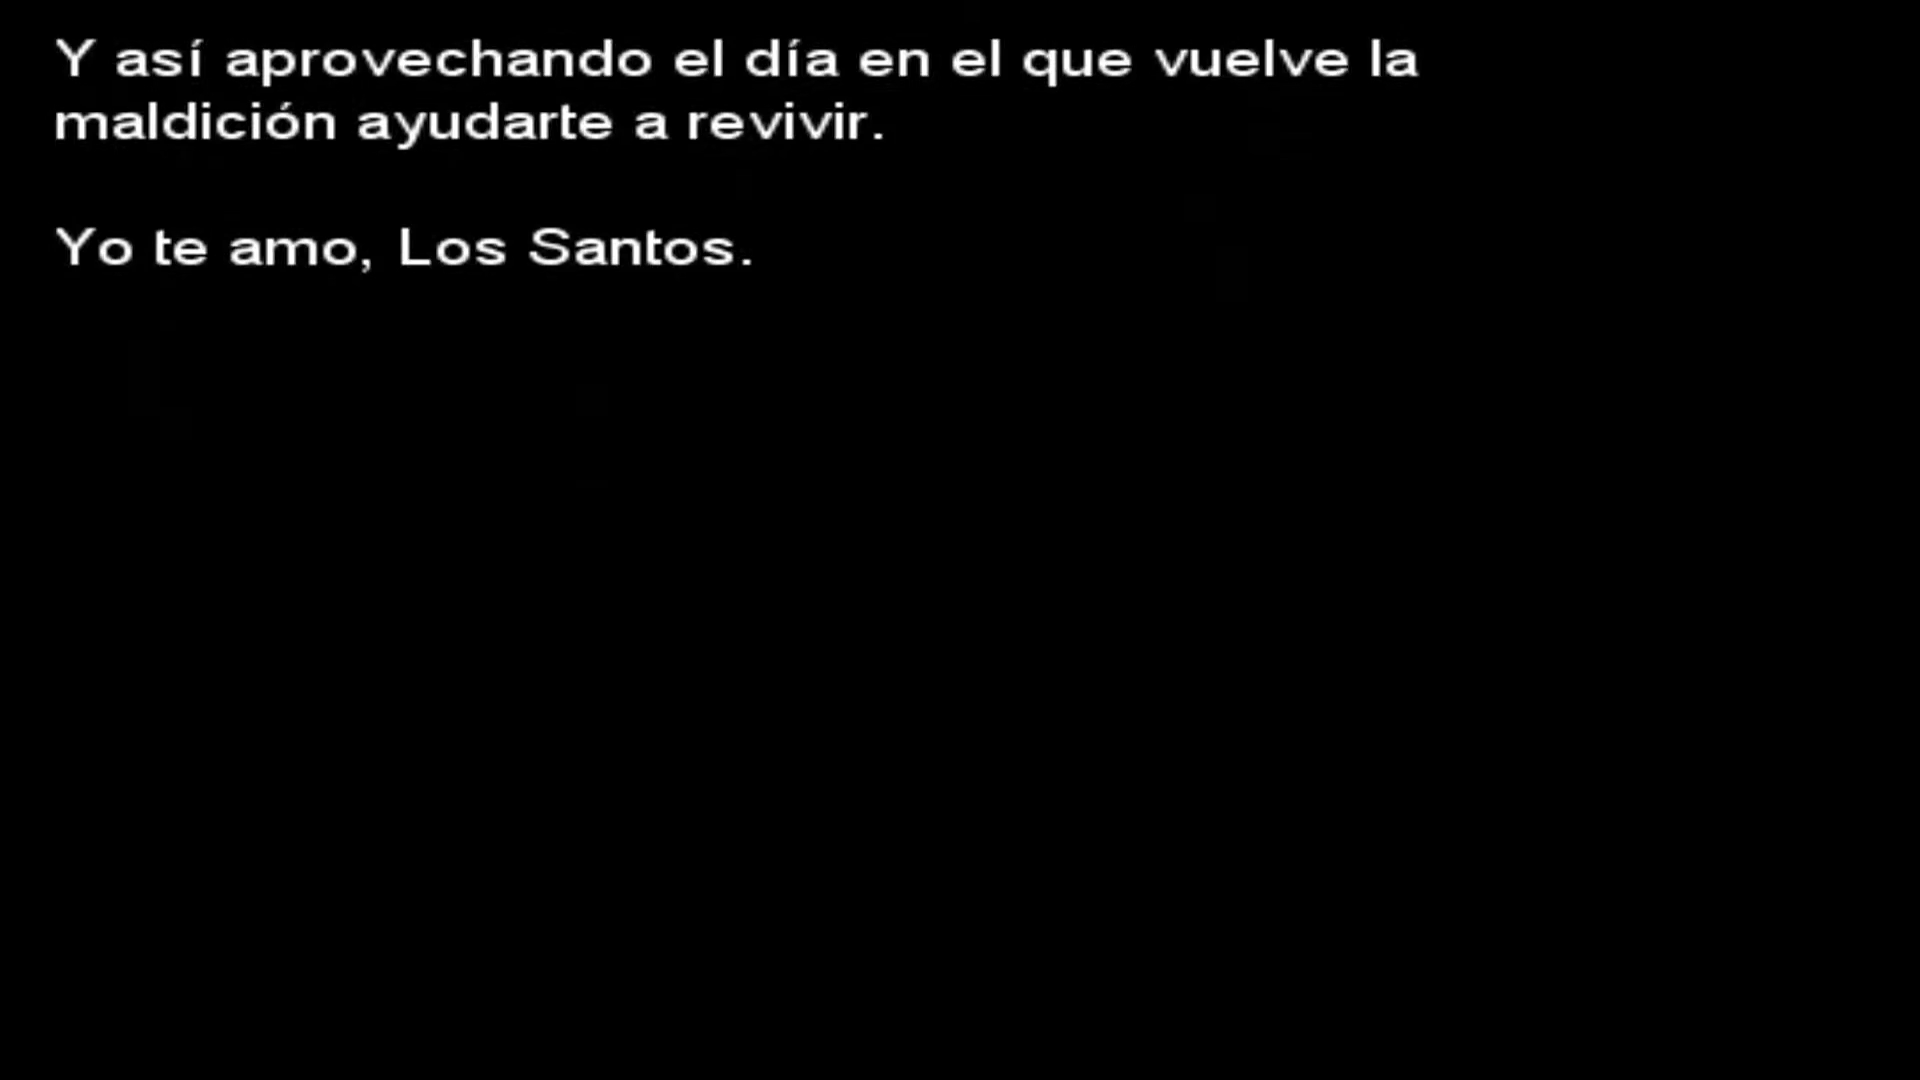 Y así aprovechando el día en el que vuelve la
maldición ayudarte a revivir.
Yo te amo, Los Santos.